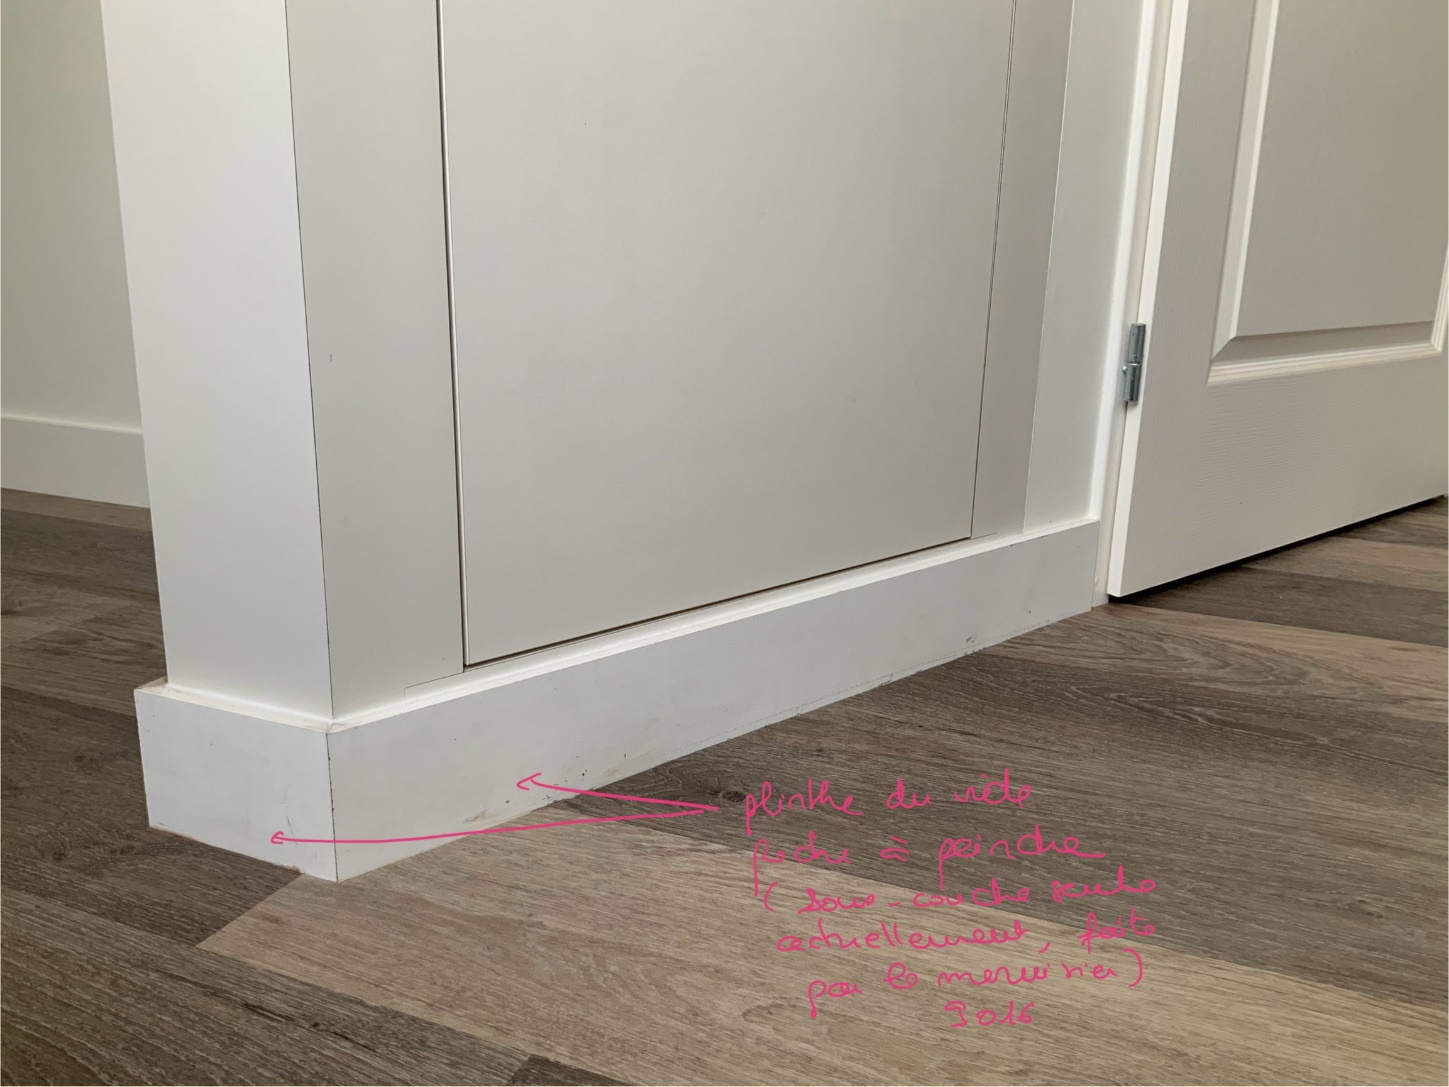 plinthe du vide
poche à peindre
(sous-couche seule
actuellement, faite
par le menuisier)
9016